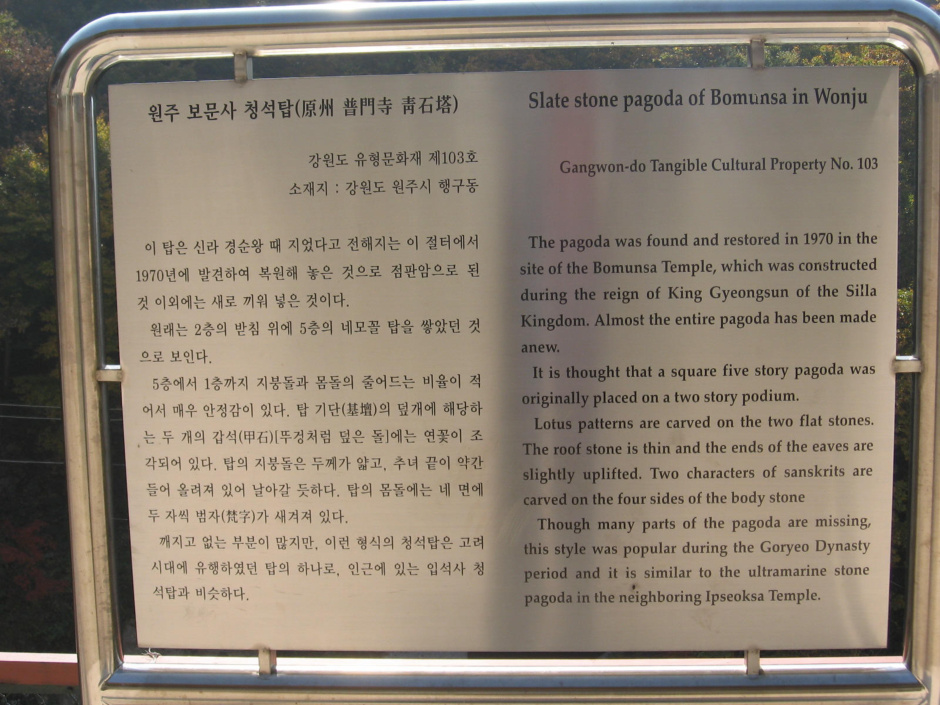 원주 보문사 청석탑(原州 普門寺 靑石塔)
강원도 유형문화재 제103호
소재지 : 강원도 원주시 행구동
이 탑은 신라 경순왕 때 지었다고 전해지는 이 절터에서
1970년에 발견하여 복원해 놓은 것으로 점판암으로 된
것 이외에는 새로 끼워 넣은 것이다.
원래는 2층의 받침 위에 5층의 네모꼴 탑을 쌓았던 것
으로 보인다.
5층에서 1층까지 지붕돌과 몸돌의 줄어드는 비율이 적
어서 매우 안정감이 있다. 탑 기단(基壇)의 덮개에 해당하
는 두 개의 갑석(甲石)[뚜껑처럼 덮은 돌]에는 연꽃이 조
각되어 있다. 탑의 지붕돌은 두께가 얇고, 추녀 끝이 약간
들어 올려져 있어 날아갈 듯하다. 탑의 몸돌에는 네 면에
두 자씩 범자(梵字)가 새겨져 있다.
깨지고 없는 부분이 많지만, 이런 형식의 청석탑은 고려
시대에 유행하였던 탑의 하나로, 인근에 있는 입석사 청
석탑과 비슷하다.
Slate stone pagoda of Bomunsa in Wonju
Gangwon-do Tangible Cultural Property No. 103
The pagoda was found and restored in 1970 in the
site of the Bomunsa Temple, which was constructed
during the reign of King Gyeongsun of the Silla
Kingdom. Almost the entire pagoda has been made
anew.
It is thought that a square five story pagoda was
originally placed on a two story podium.
Lotus patterns are carved on the two flat stones.
The roof stone is thin and the ends of the eaves are
slightly uplifted. Two characters of sanskrits are
carved on the four sides of the body stone
Though many parts of the pagoda are missing,
this style was popular during the Goryeo Dynasty
period and it is similar to the ultramarine stone
pagoda in the neighboring Ipseoksa Temple.